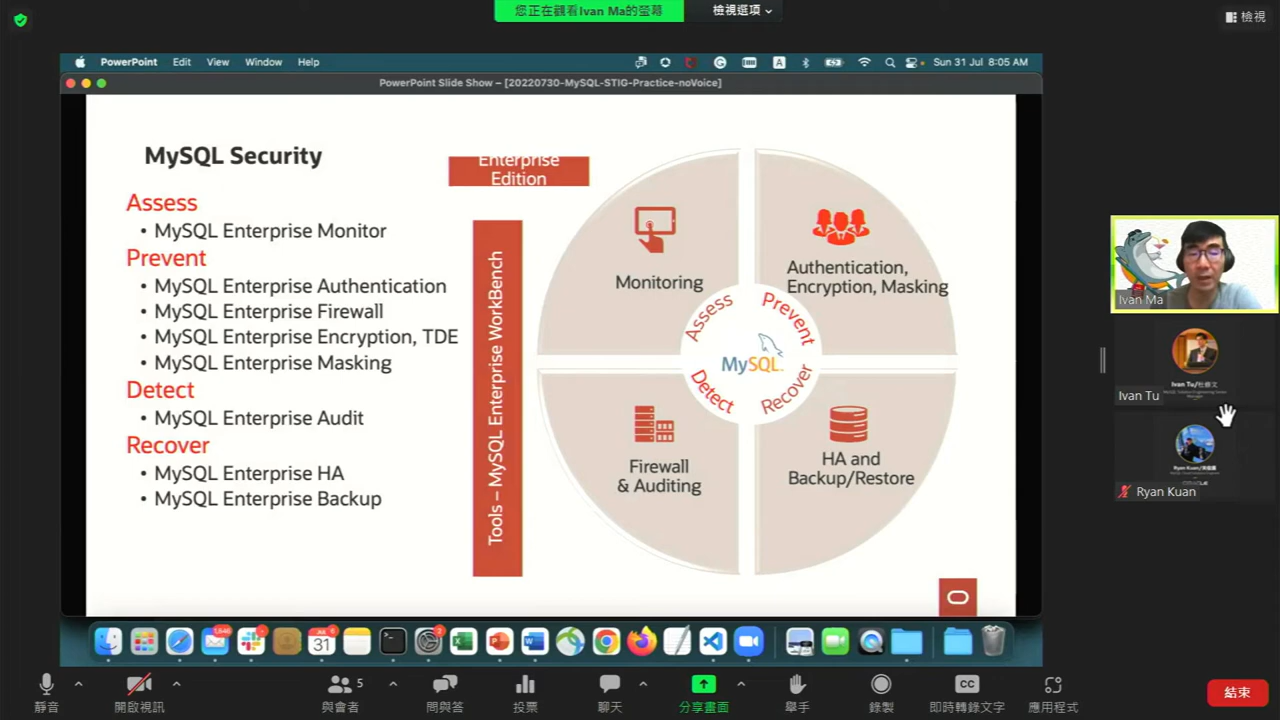 您正在觀看Ivan Ma的螢幕
檢視選項
檢視
PowerPoint Edit View Window Help
A
Sun 31 Jul 8:05 AM
PowerPoint Slide Show – [20220730-MySQL-STIG-Practice-noVoice]
MySQL Security
Assess
• MySQL Enterprise Monitor
Prevent
• MySQL Enterprise Authentication
• MySQL Enterprise Firewall
• MySQL Enterprise Encryption, TDE
• MySQL Enterprise Masking
Detect
• MySQL Enterprise Audit
Recover
• MySQL Enterprise HA
• MySQL Enterprise Backup
Enterprise
Edition
Tools – MySQL Enterprise WorkBench
Monitoring
Authentication,
Encryption, Masking
Assess
Prevent
MySQL
Detect
Recover
Firewall
& Auditing
HA and
Backup/Restore
Ivan Ma
Ivan Tu
Ryan Kuan
31
5
靜音
開啟視訊
與會者
問與答
投票
聊天
分享畫面
舉手
錄製
CC
即時轉錄文字
應用程式
結束